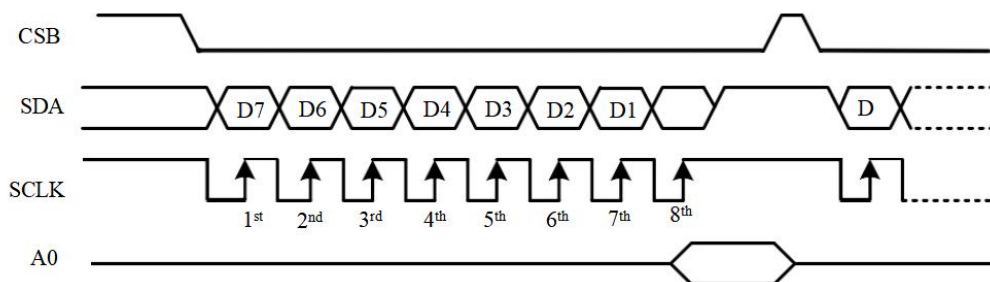 CSB
SDA D7 D6 D5 D4 D3 D2 D1 D
SCLK
1st 2nd 3rd 4th 5th 6th 7th 8th
A0